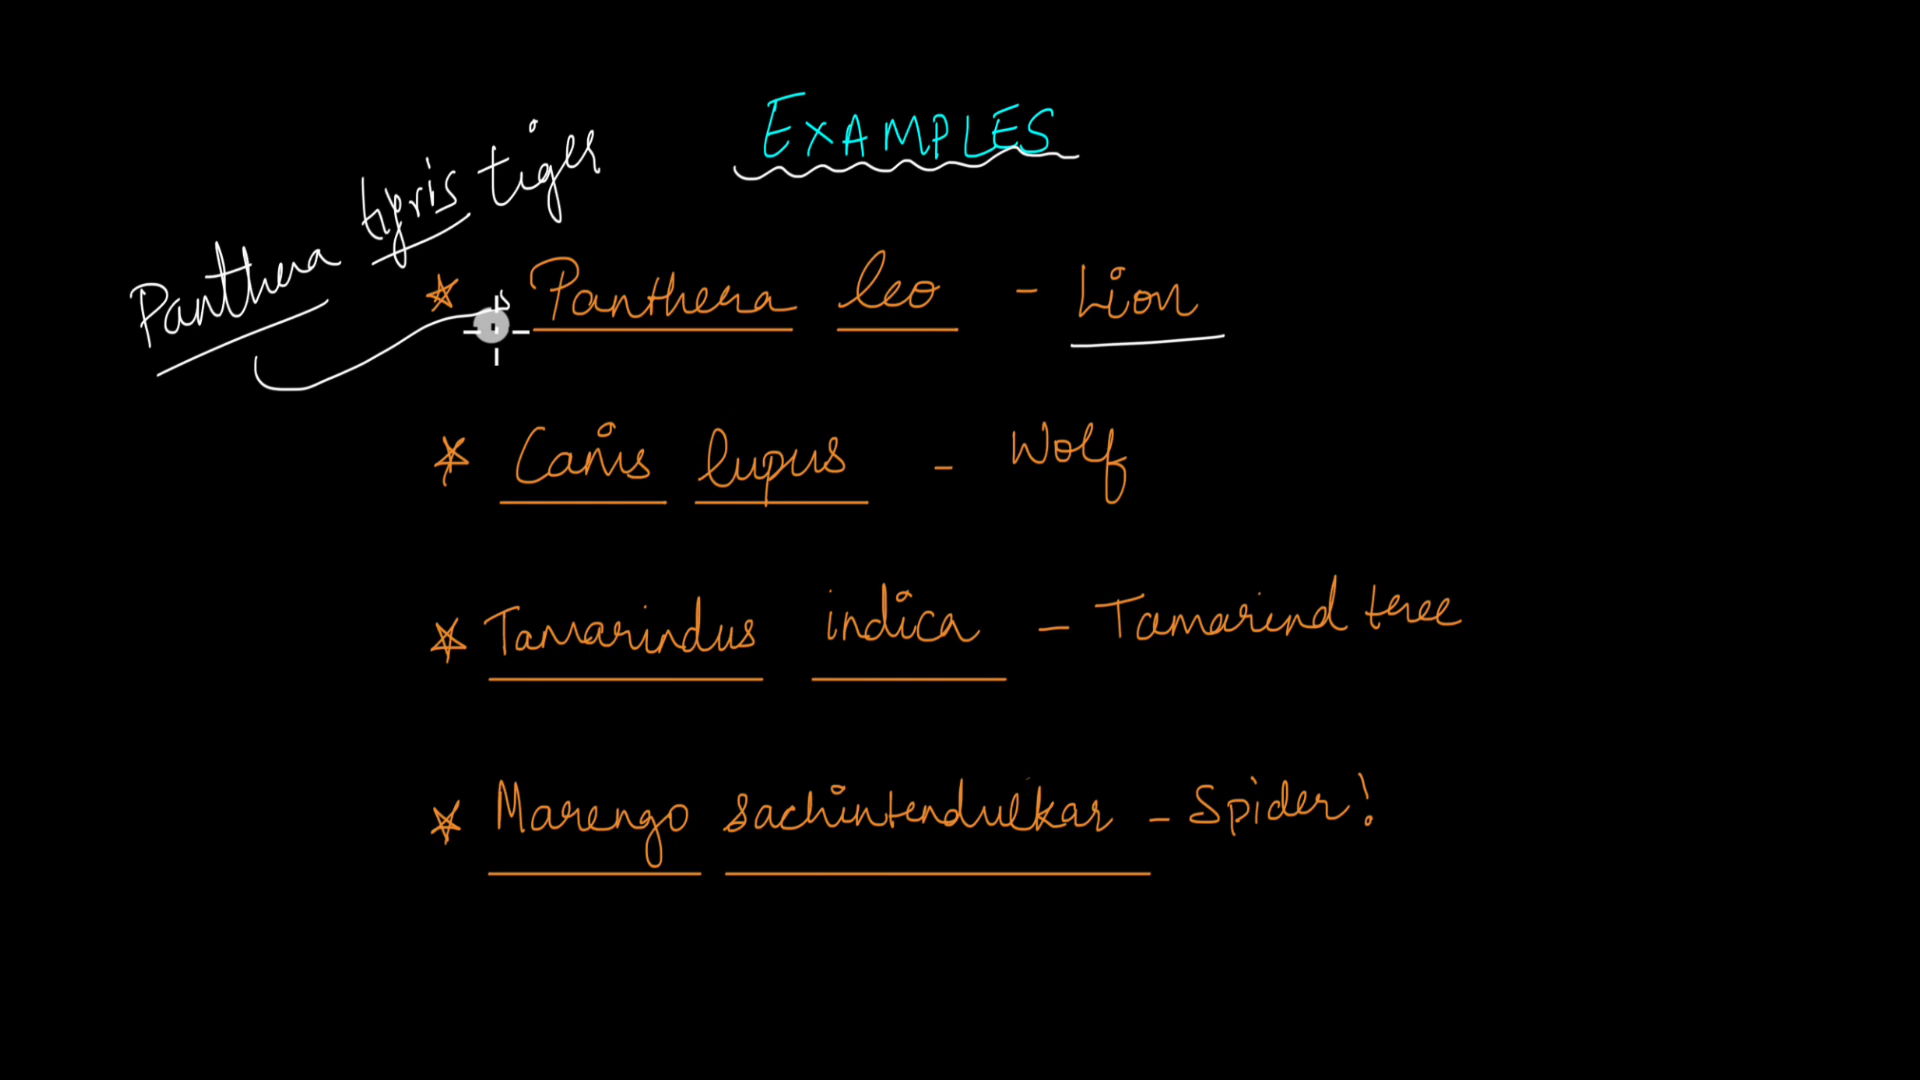 EXAMPLES
Panthera tigris tiger
* Panthera leo - Lion
* Canis lupus - Wolf
* Tamarindus indica - Tamarind tree
* Marengo sachintendulkar - Spider!